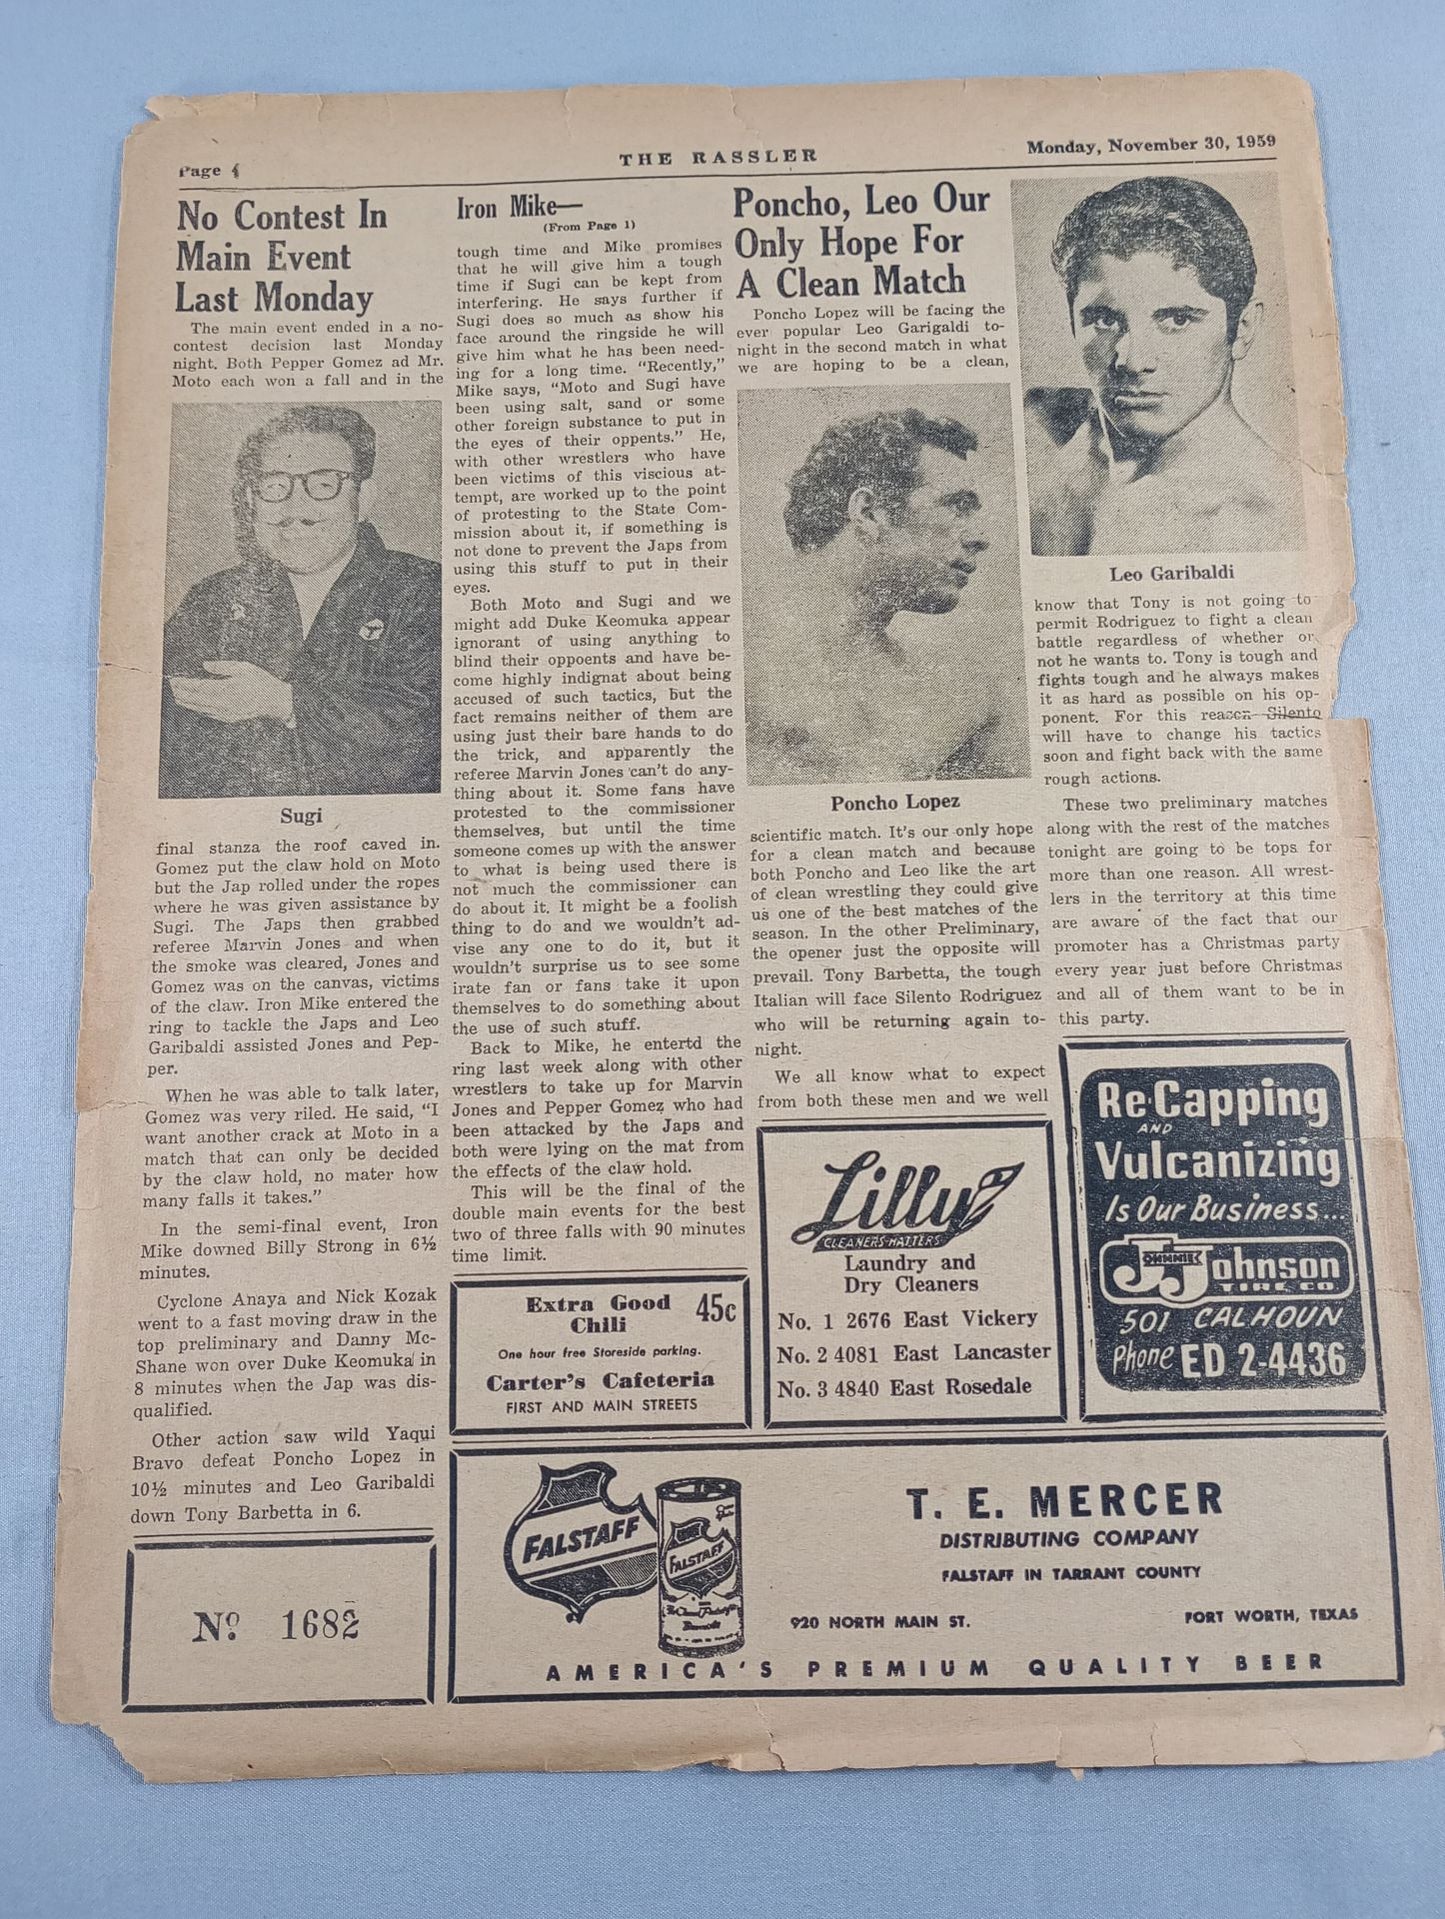 Page 4
THE RASSLER
Monday, November 30, 1959
No Contest In
Main Event
Last Monday
The main event ended in a no-
contest decision last Monday
night. Both Pepper Gomez ad Mr.
Moto each won a fall and in the
Sugi
final stanza the roof caved in.
Gomez put the claw hold on Moto
but the Jap rolled under the ropes
where he was given assistance by
Sugi. The Japs then grabbed
referee Marvin Jones and when
the smoke was cleared, Jones and
Gomez was on the canvas, victims
of the claw. Iron Mike entered the
ring to tackle the Japs and Leo
Garibaldi assisted Jones and Pep-
per.
When he was able to talk later,
Gomez was very riled. He said, "I
want another crack at Moto in a
match that can only be decided
by the claw hold, no mater how
many falls it takes."
In the semi-final event, Iron
Mike downed Billy Strong in 6½
minutes.
Cyclone Anaya and Nick Kozak
went to a fast moving draw in the
top preliminary and Danny Mc-
Shane won over Duke Keomuka in
8 minutes when the Jap was dis-
qualified.
Other action saw wild Yaqui
Bravo defeat Poncho Lopez in
10½ minutes and Leo Garibaldi
down Tony Barbetta in 6.
No 1682
Iron Mike—
(From Page 1)
tough time and Mike promises
that he will give him a tough
time if Sugi can be kept from
interfering. He says further if
Sugi does so much as show his
face around the ringside he will
give him what he has been need-
ing for a long time. "Recently,"
Mike says, "Moto and Sugi have
been using salt, sand or some
other foreign substance to put in
the eyes of their oppents." He,
with other wrestlers who have
been victims of this viscious at-
tempt, are worked up to the point
of protesting to the State Com-
mission about it, if something is
not done to prevent the Japs from
using this stuff to put in their
eyes.
Both Moto and Sugi and we
might add Duke Keomuka appear
ignorant of using anything to
blind their oppoents and have be-
come highly indignat about being
accused of such tactics, but the
fact remains neither of them are
using just their bare hands to do
the trick, and apparently the
referee Marvin Jones can't do any-
thing about it. Some fans have
protested to the commissioner
themselves, but until the time
someone comes up with the answer
to what is being used there is
not much the commissioner can
do about it. It might be a foolish
thing to do and we wouldn't ad-
vise any one to do it, but it
wouldn't surprise us to see some
irate fan or fans take it upon
themselves to do something about
the use of such stuff.
Back to Mike, he entertd the
ring last week along with other
wrestlers to take up for Marvin
Jones and Pepper Gomez who had
been attacked by the Japs and
both were lying on the mat from
the effects of the claw hold.
This will be the final of the
double main events for the best
two of three falls with 90 minutes
time limit.
Extra Good
Chili
45c
One hour free Storeside parking.
Carter's Cafeteria
FIRST AND MAIN STREETS
Poncho, Leo Our
Only Hope For
A Clean Match
Poncho Lopez will be facing the
ever popular Leo Garigaldi to-
night in the second match in what
we are hoping to be a clean,
Poncho Lopez
scientific match. It's our only hope
for a clean match and because
both Poncho and Leo like the art
of clean wrestling they could give
us one of the best matches of the
season. In the other Preliminary,
the opener just the opposite will
prevail. Tony Barbetta, the tough
Italian will face Silento Rodriguez
who will be returning again to-
night.
We all know what to expect
from both these men and we well
Leo Garibaldi
know that Tony is not going to
permit Rodriguez to fight a clean
battle regardless of whether or
not he wants to. Tony is tough and
fights tough and he always makes
it as hard as possible on his op-
ponent. For this reason Silento
will have to change his tactics
soon and fight back with the same
rough actions.
These two preliminary matches
along with the rest of the matches
tonight are going to be tops for
more than one reason. All wrest-
lers in the territory at this time
are aware of the fact that our
promoter has a Christmas party
every year just before Christmas
and all of them want to be in
this party.
Lilly
CLEANERS-HATTERS
Laundry and
Dry Cleaners
No. 1 2676 East Vickery
No. 2 4081 East Lancaster
No. 3 4840 East Rosedale
Re-Capping
AND
Vulcanizing
Is Our Business...
JOHNNIE
Johnson
TIRE CO
501 CALHOUN
Phone ED 2-4436
FALSTAFF
FALSTAFF
T. E. MERCER
DISTRIBUTING COMPANY
FALSTAFF IN TARRANT COUNTY
920 NORTH MAIN ST.
FORT WORTH, TEXAS
AMERICA'S PREMIUM QUALITY BEER